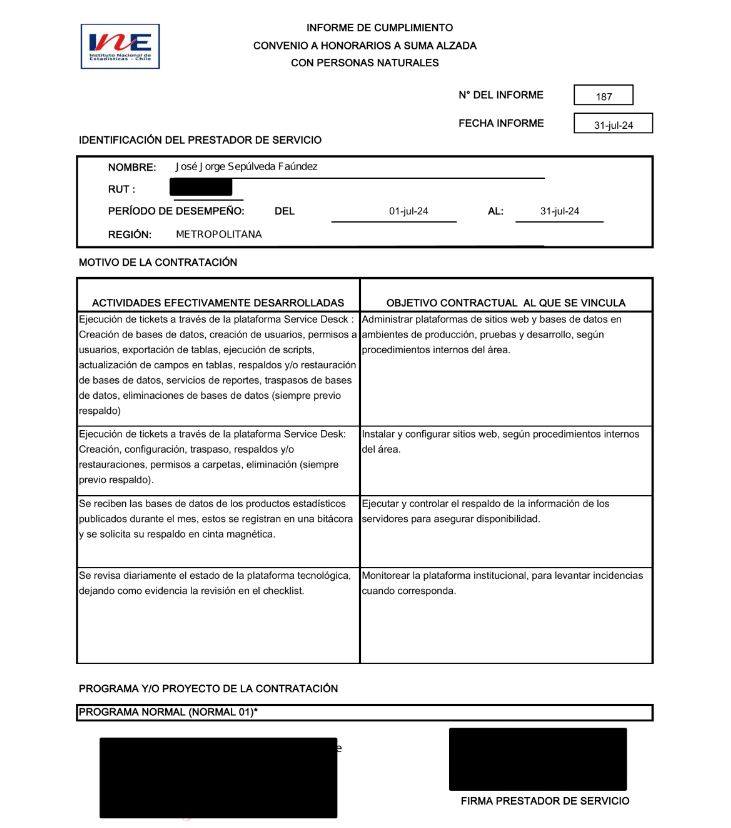 INE
Instituto Nacional de
Estadísticas - Chile
INFORME DE CUMPLIMIENTO
CONVENIO A HONORARIOS A SUMA ALZADA
CON PERSONAS NATURALES
N° DEL INFORME 187
FECHA INFORME 31-jul-24
IDENTIFICACIÓN DEL PRESTADOR DE SERVICIO
NOMBRE: José Jorge Sepúlveda Faúndez
RUT :
PERÍODO DE DESEMPEÑO: DEL 01-jul-24 AL: 31-jul-24
REGIÓN: METROPOLITANA
MOTIVO DE LA CONTRATACIÓN
ACTIVIDADES EFECTIVAMENTE DESARROLLADAS
OBJETIVO CONTRACTUAL AL QUE SE VINCULA
Ejecución de tickets a través de la plataforma Service Desck :
Creación de bases de datos, creación de usuarios, permisos a
usuarios, exportación de tablas, ejecución de scripts,
actualización de campos en tablas, respaldos y/o restauración
de bases de datos, servicios de reportes, traspasos de bases
de datos, eliminaciones de bases de datos (siempre previo
respaldo)
Administrar plataformas de sitios web y bases de datos en
ambientes de producción, pruebas y desarrollo, según
procedimientos internos del área.
Ejecución de tickets a través de la plataforma Service Desk:
Creación, configuración, traspaso, respaldos y/o
restauraciones, permisos a carpetas, eliminación (siempre
previo respaldo).
Instalar y configurar sitios web, según procedimientos internos
del área.
Se reciben las bases de datos de los productos estadísticos
publicados durante el mes, estos se registran en una bitácora
y se solicita su respaldo en cinta magnética.
Ejecutar y controlar el respaldo de la información de los
servidores para asegurar disponibilidad.
Se revisa diariamente el estado de la plataforma tecnológica,
dejando como evidencia la revisión en el checklist.
Monitorear la plataforma institucional, para levantar incidencias
cuando corresponda.
PROGRAMA Y/O PROYECTO DE LA CONTRATACIÓN
PROGRAMA NORMAL (NORMAL 01)*
FIRMA PRESTADOR DE SERVICIO